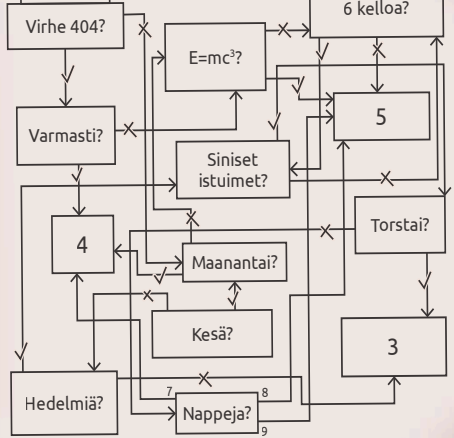 6 kelloa?
Virhe 404?
E=mc³?
5
Varmasti?
Siniset
istuimet?
Torstai?
4
Maanantai?
Kesä?
3
Hedelmiä?
7
8
Nappeja?
9